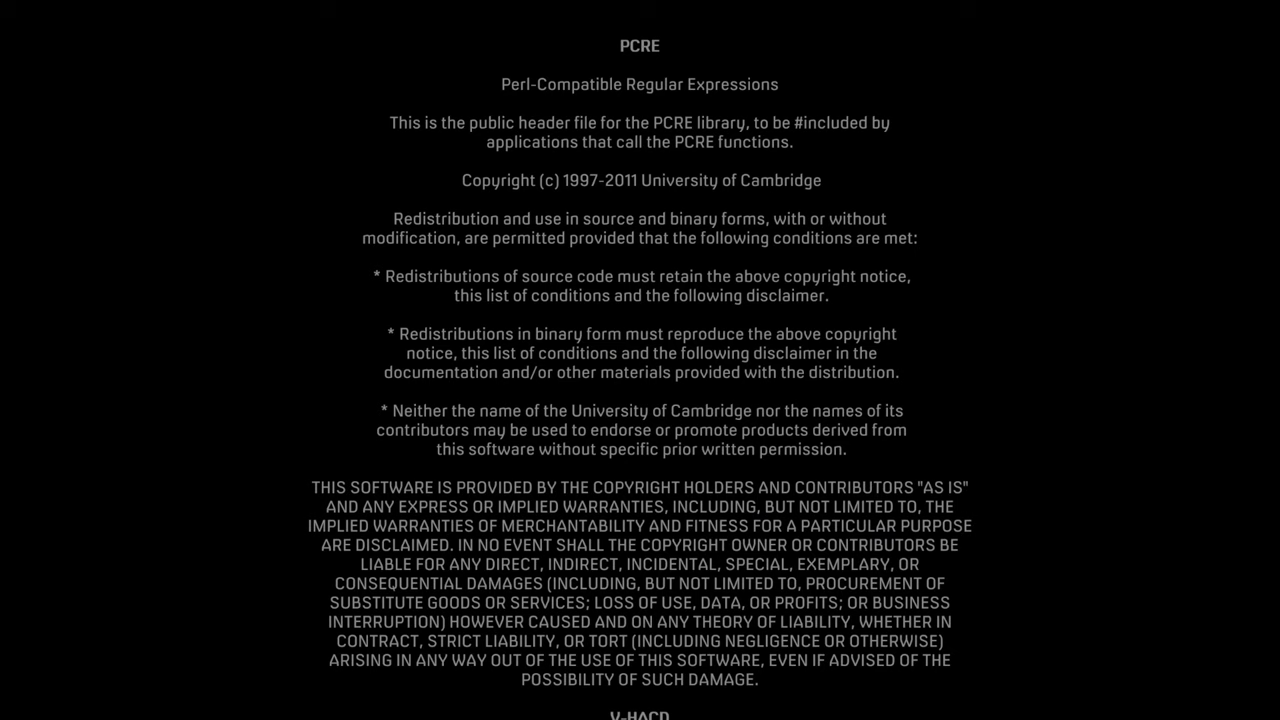 PCRE
Perl-Compatible Regular Expressions
This is the public header file for the PCRE library, to be #included by
applications that call the PCRE functions.
Copyright (c) 1997-2011 University of Cambridge
Redistribution and use in source and binary forms, with or without
modification, are permitted provided that the following conditions are met:
* Redistributions of source code must retain the above copyright notice,
this list of conditions and the following disclaimer.
* Redistributions in binary form must reproduce the above copyright
notice, this list of conditions and the following disclaimer in the
documentation and/or other materials provided with the distribution.
* Neither the name of the University of Cambridge nor the names of its
contributors may be used to endorse or promote products derived from
this software without specific prior written permission.
THIS SOFTWARE IS PROVIDED BY THE COPYRIGHT HOLDERS AND CONTRIBUTORS "AS IS"
AND ANY EXPRESS OR IMPLIED WARRANTIES, INCLUDING, BUT NOT LIMITED TO, THE
IMPLIED WARRANTIES OF MERCHANTABILITY AND FITNESS FOR A PARTICULAR PURPOSE
ARE DISCLAIMED. IN NO EVENT SHALL THE COPYRIGHT OWNER OR CONTRIBUTORS BE
LIABLE FOR ANY DIRECT, INDIRECT, INCIDENTAL, SPECIAL, EXEMPLARY, OR
CONSEQUENTIAL DAMAGES (INCLUDING, BUT NOT LIMITED TO, PROCUREMENT OF
SUBSTITUTE GOODS OR SERVICES; LOSS OF USE, DATA, OR PROFITS; OR BUSINESS
INTERRUPTION) HOWEVER CAUSED AND ON ANY THEORY OF LIABILITY, WHETHER IN
CONTRACT, STRICT LIABILITY, OR TORT (INCLUDING NEGLIGENCE OR OTHERWISE)
ARISING IN ANY WAY OUT OF THE USE OF THIS SOFTWARE, EVEN IF ADVISED OF THE
POSSIBILITY OF SUCH DAMAGE.
V-HACD